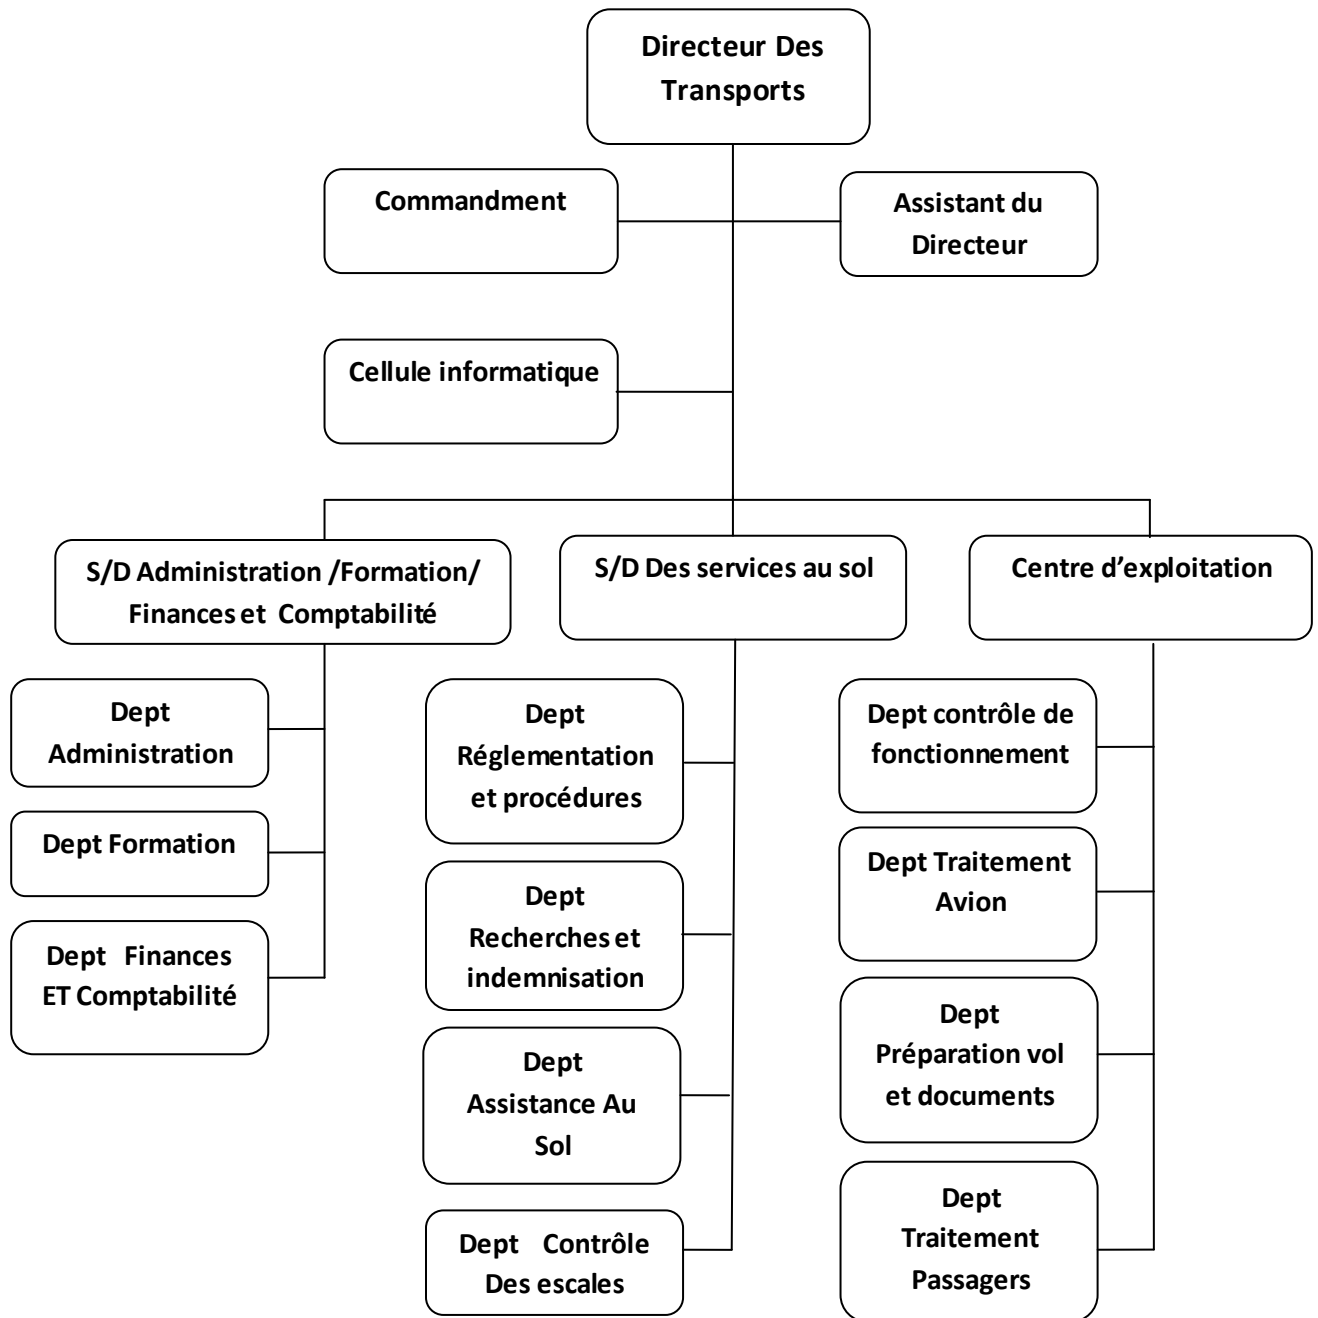 Directeur Des
Transports
Commandment
Assistant du
Directeur
Cellule informatique
S/D Administration /Formation/
Finances et Comptabilité
S/D Des services au sol
Centre d’exploitation
Dept
Administration
Dept Formation
Dept Finances
ET Comptabilité
Dept
Réglementation
et procédures
Dept
Recherches et
indemnisation
Dept
Assistance Au
Sol
Dept Contrôle
Des escales
Dept contrôle de
fonctionnement
Dept Traitement
Avion
Dept
Préparation vol
et documents
Dept
Traitement
Passagers